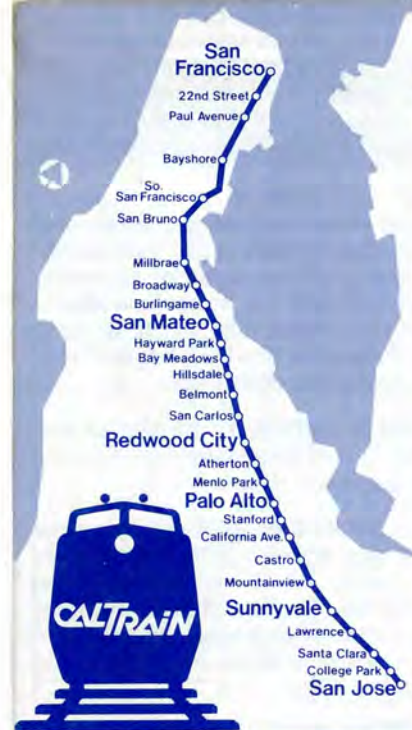 San
Francisco
22nd Street
Paul Avenue
Bayshore
So.
San Francisco
San Bruno
Millbrae
Broadway
Burlingame
San Mateo
Hayward Park
Bay Meadows
Hillsdale
Belmont
San Carlos
Redwood City
Atherton
Menlo Park
Palo Alto
Stanford
California Ave.
Castro
Mountainview
Sunnyvale
Lawrence
Santa Clara
College Park
San Jose
CALTRAIN